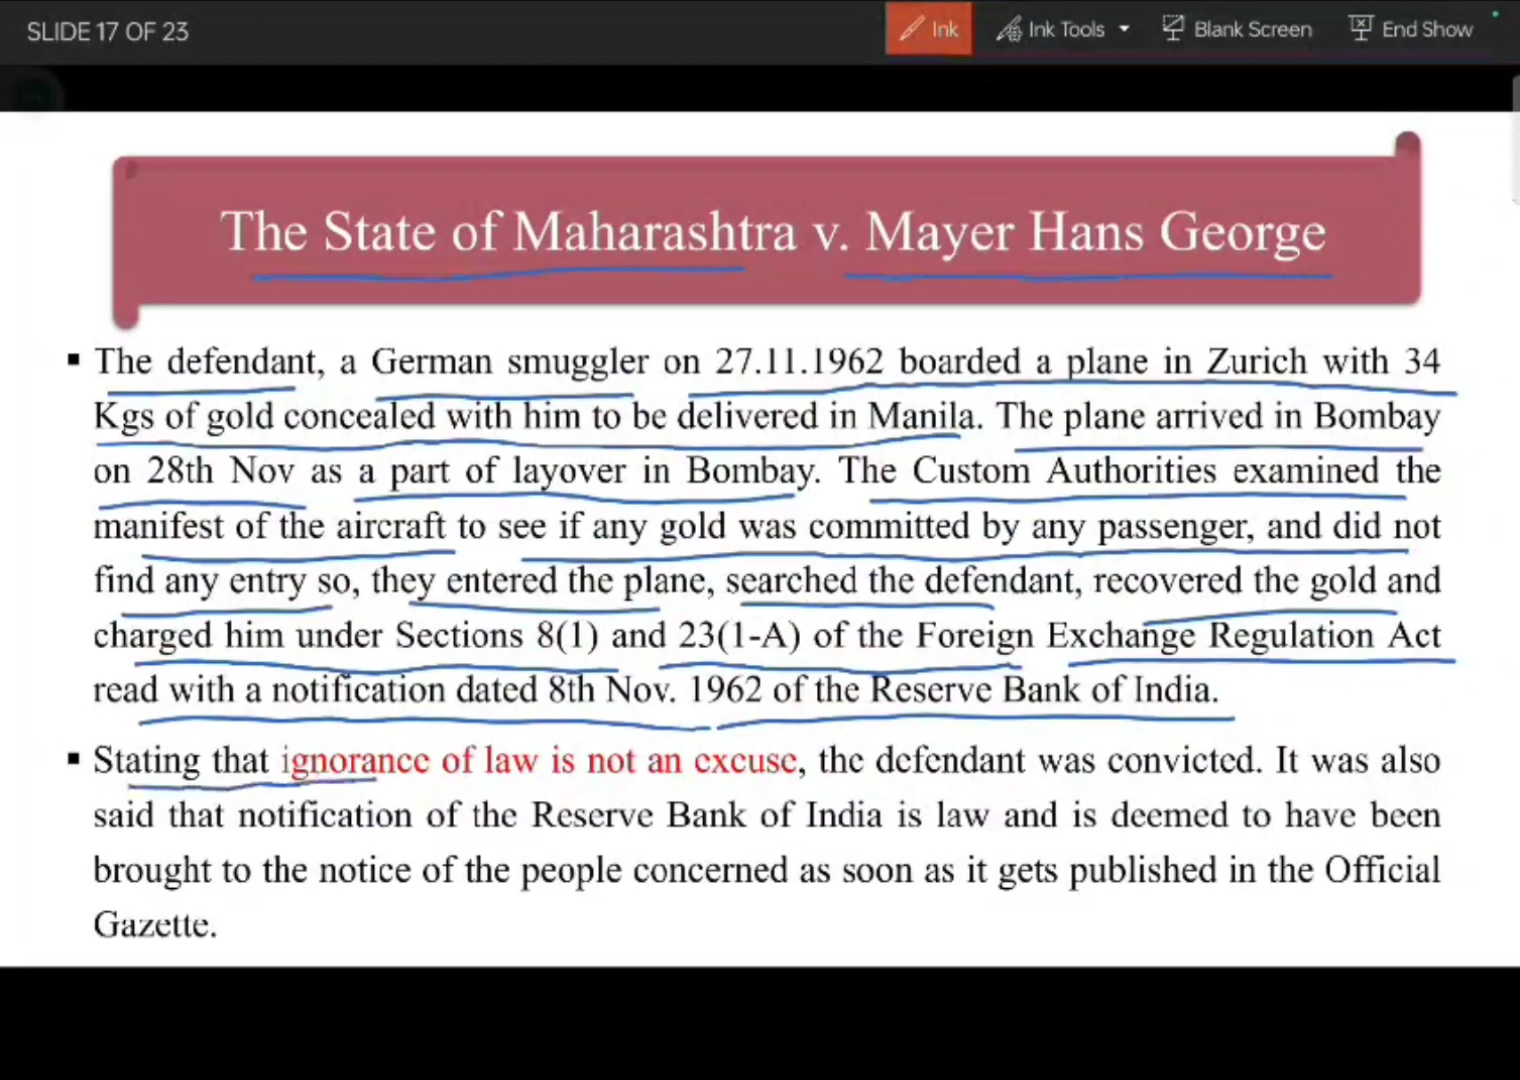 SLIDE 17 OF 23
Ink
Ink Tools
Blank Screen
End Show
The State of Maharashtra v. Mayer Hans George
▪ The defendant, a German smuggler on 27.11.1962 boarded a plane in Zurich with 34
Kgs of gold concealed with him to be delivered in Manila. The plane arrived in Bombay
on 28th Nov as a part of layover in Bombay. The Custom Authorities examined the
manifest of the aircraft to see if any gold was committed by any passenger, and did not
find any entry so, they entered the plane, searched the defendant, recovered the gold and
charged him under Sections 8(1) and 23(1-A) of the Foreign Exchange Regulation Act
read with a notification dated 8th Nov. 1962 of the Reserve Bank of India.
▪ Stating that ignorance of law is not an excuse, the defendant was convicted. It was also
said that notification of the Reserve Bank of India is law and is deemed to have been
brought to the notice of the people concerned as soon as it gets published in the Official
Gazette.